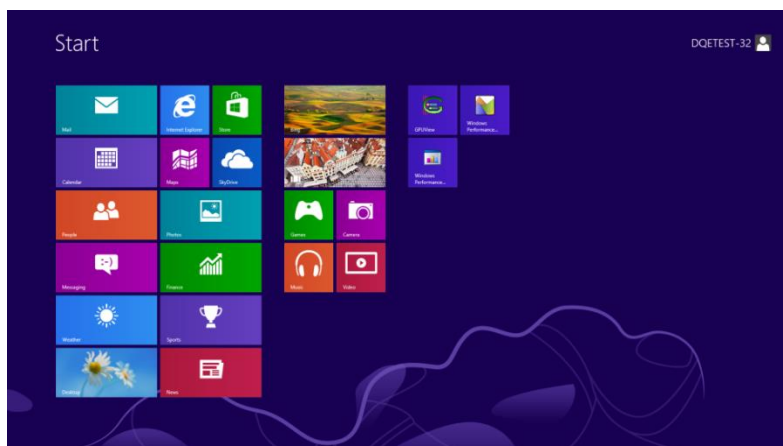 Start
DQETEST-32
Mail
Internet Explorer
Store
Bing
GPUView
Windows
Performance...
Calendar
Maps
SkyDrive
Windows
Performance...
People
Photos
Games
Camera
Messaging
Finance
Music
Video
Weather
Sports
Desktop
News